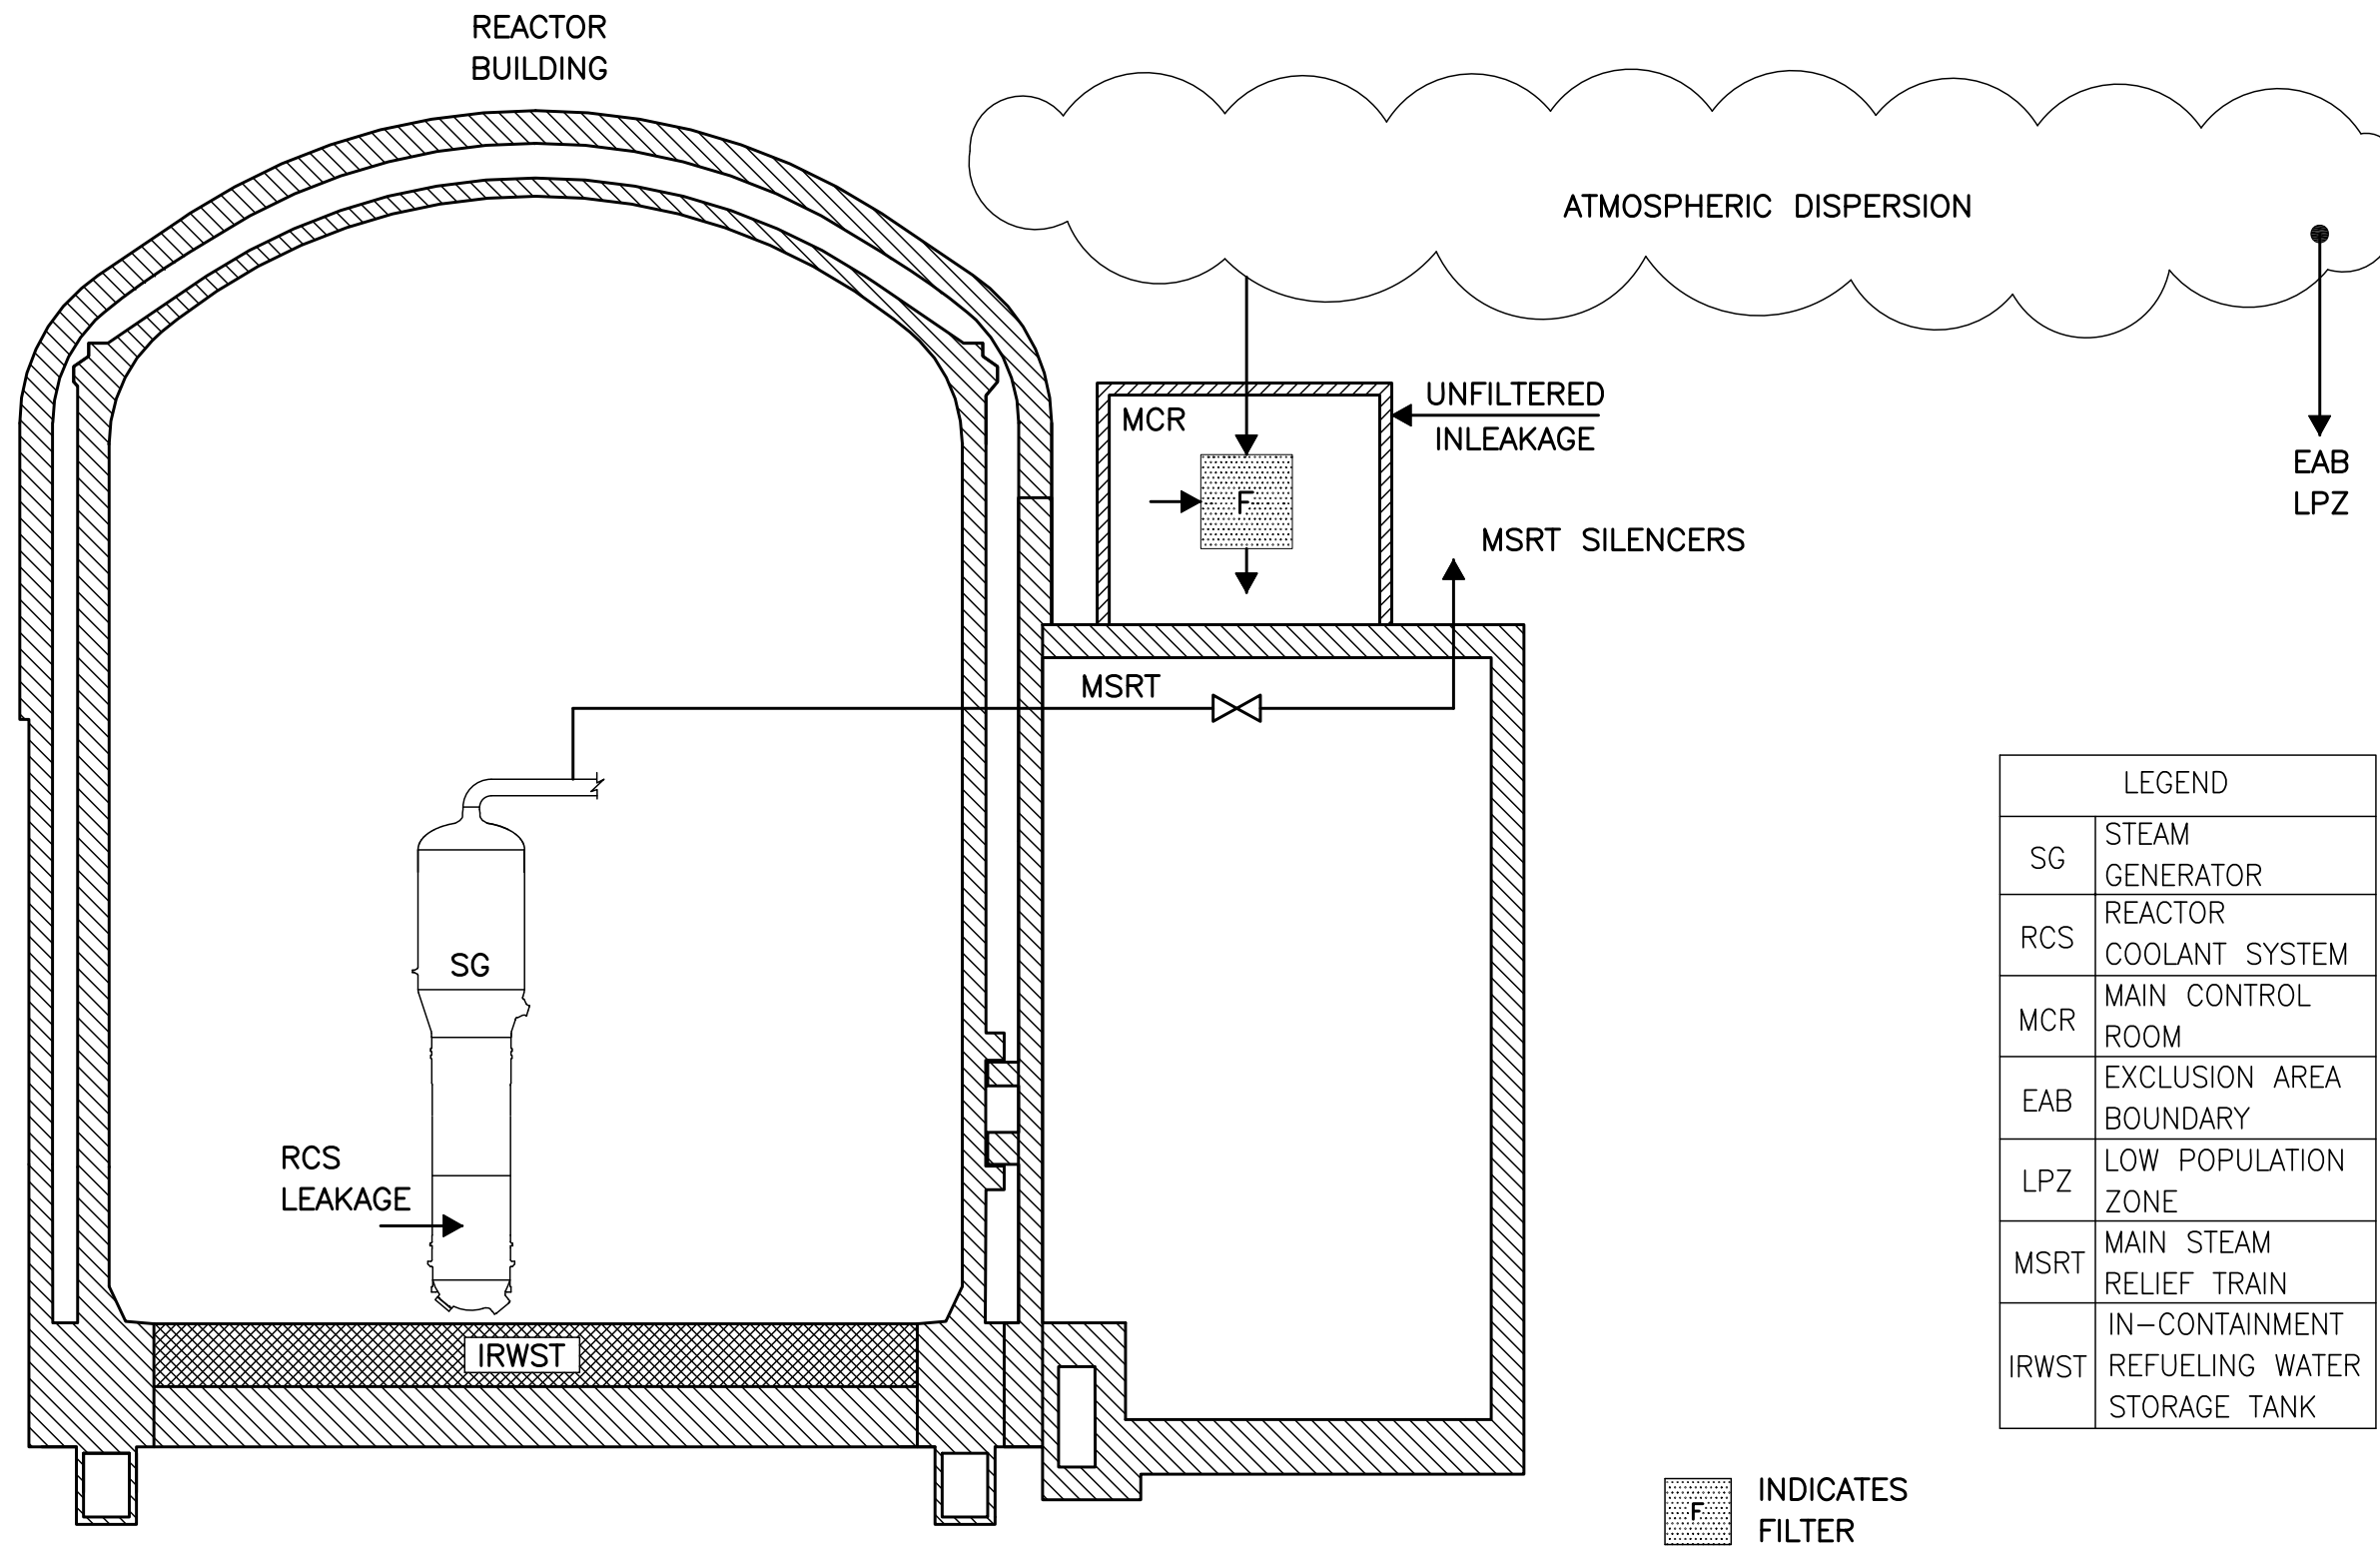 REACTOR
BUILDING
ATMOSPHERIC DISPERSION
UNFILTERED
INLEAKAGE
MCR
F
EAB
LPZ
MSRT SILENCERS
MSRT
SG
RCS
LEAKAGE
IRWST
LEGEND
SG
STEAM
GENERATOR
RCS
REACTOR
COOLANT SYSTEM
MCR
MAIN CONTROL
ROOM
EAB
EXCLUSION AREA
BOUNDARY
LPZ
LOW POPULATION
ZONE
MSRT
MAIN STEAM
RELIEF TRAIN
IRWST
IN-CONTAINMENT
REFUELING WATER
STORAGE TANK
F
INDICATES
FILTER